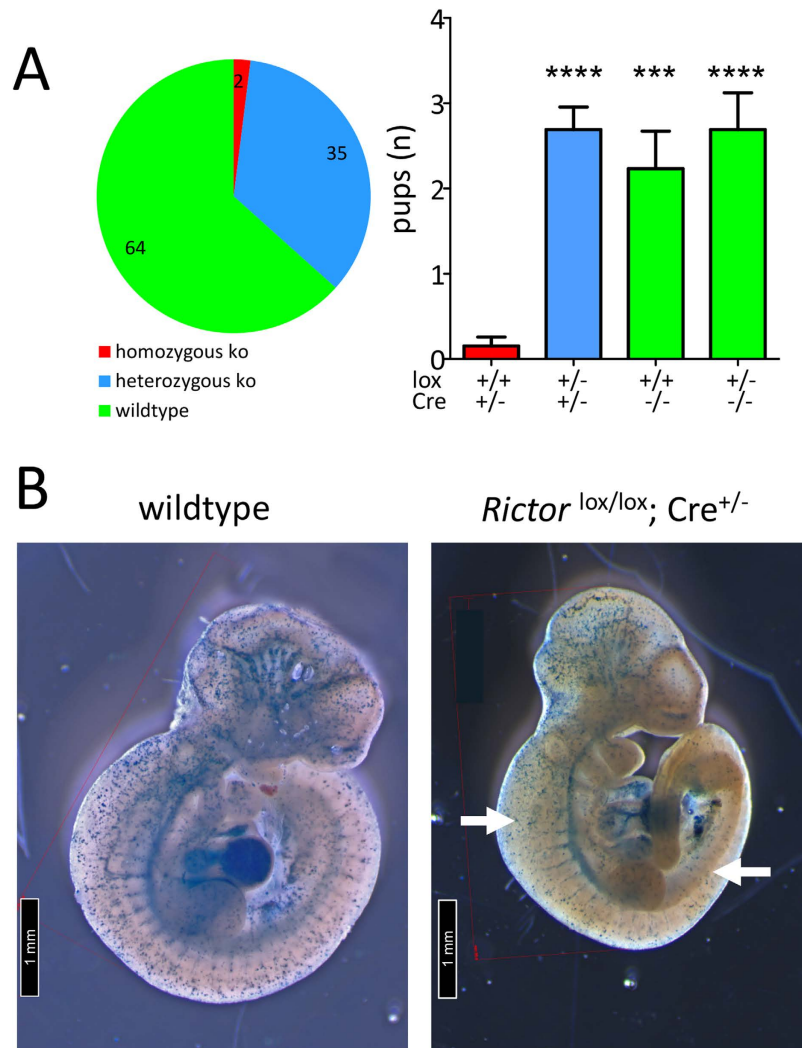 A
2
35
64
homozygous ko
heterozygous ko
wildtype
pups (n)
4
3
2
1
0
**** *** ****
lox +/+ +/- +/+ +/-
Cre +/- +/- -/- -/-
B
wildtype
Rictor lox/lox; Cre+/-
1 mm
1 mm